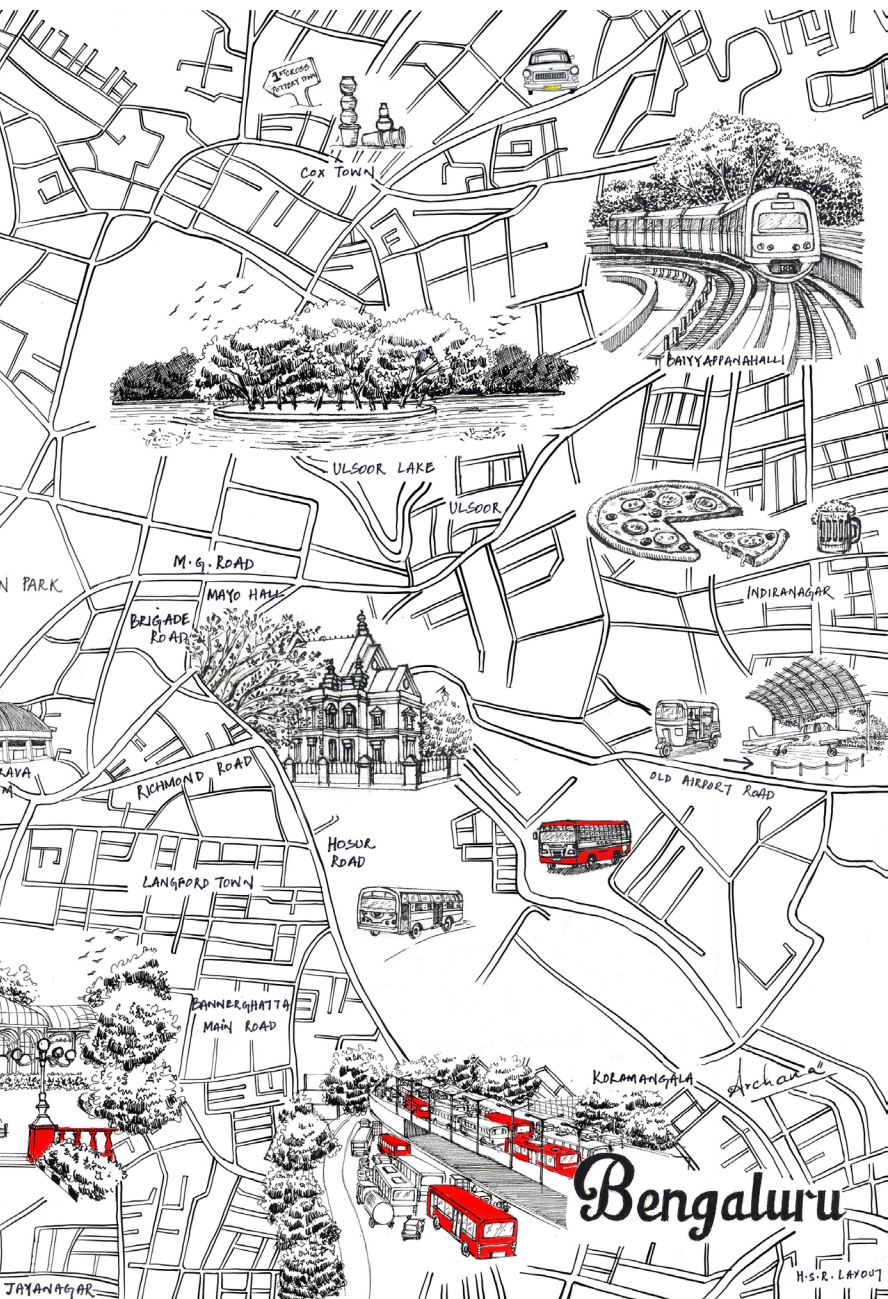 1ST CROSS
POTTERY TOWN
COX TOWN
BAIYYAPPANAHALLI
ULSOOR LAKE
ULSOOR
M.G. ROAD
N PARK
MAYO HALL
INDIRANAGAR
BRIGADE
ROAD
RAVA
M
RICHMOND ROAD
OLD AIRPORT ROAD
HOSUR
ROAD
LANGFORD TOWN
BANNERGHATTA
MAIN ROAD
KORAMANGALA
Archana
Bengaluru
H.S.R. LAYOUT
JAYANAGAR